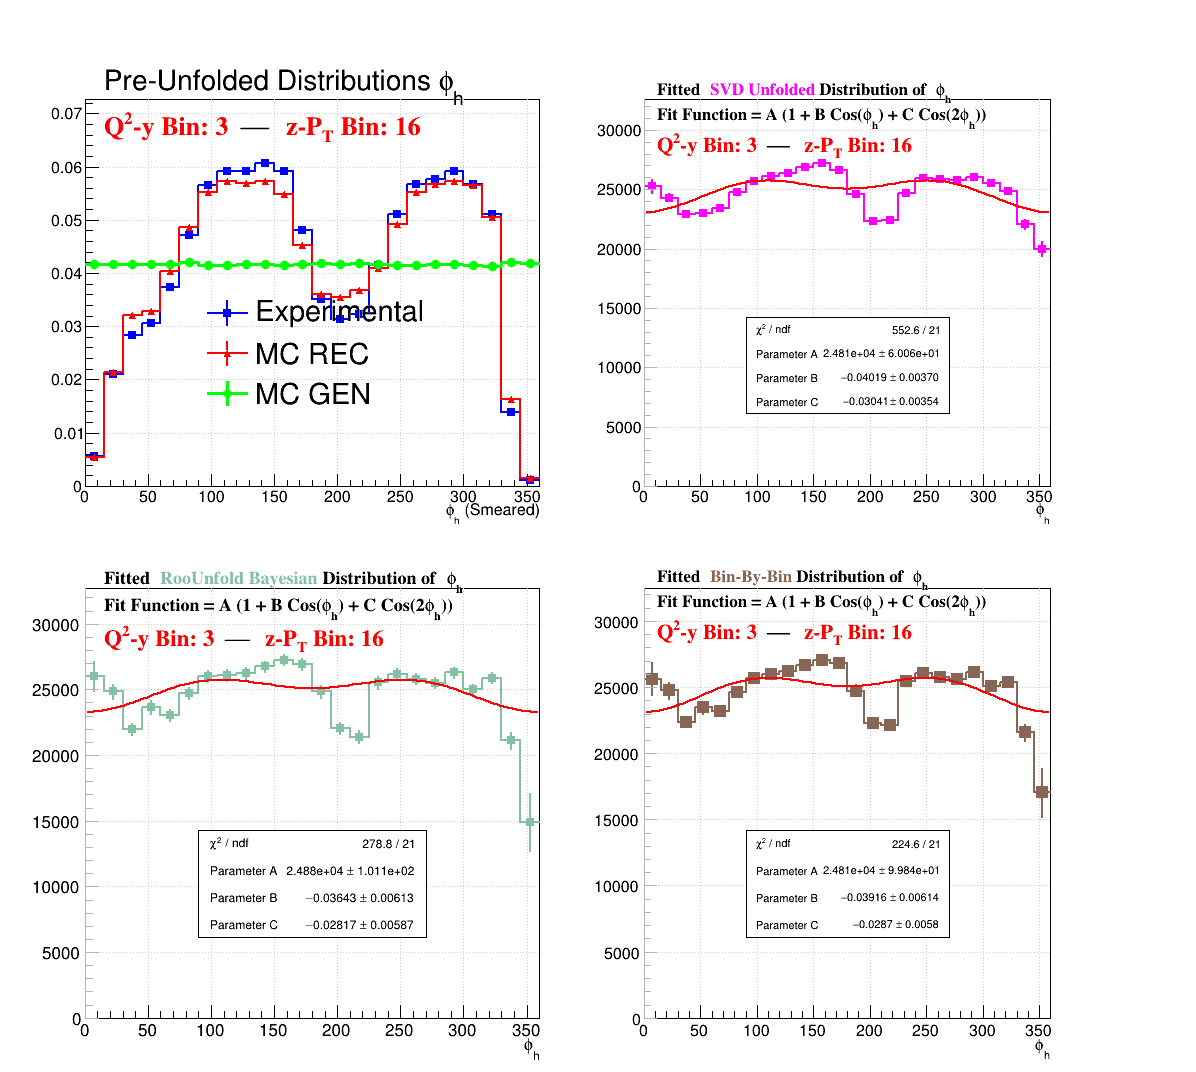 Pre-Unfolded Distributions ϕh
Q²-y Bin: 3 — z-PT Bin: 16
0.07
0.06
0.05
0.04
0.03
0.02
0.01
0
Experimental
MC REC
MC GEN
0 50 100 150 200 250 300 350
ϕh (Smeared)
Fitted SVD Unfolded Distribution of ϕh
Fit Function = A (1 + B Cos(ϕh) + C Cos(2ϕh))
Q²-y Bin: 3 — z-PT Bin: 16
30000
25000
20000
15000
10000
5000
0
χ² / ndf 552.6 / 21
Parameter A 2.481e+04 ± 6.006e+01
Parameter B −0.04019 ± 0.00370
Parameter C −0.03041 ± 0.00354
0 50 100 150 200 250 300 350
ϕh
Fitted RooUnfold Bayesian Distribution of ϕh
Fit Function = A (1 + B Cos(ϕh) + C Cos(2ϕh))
Q²-y Bin: 3 — z-PT Bin: 16
30000
25000
20000
15000
10000
5000
0
χ² / ndf 278.8 / 21
Parameter A 2.488e+04 ± 1.011e+02
Parameter B −0.03643 ± 0.00613
Parameter C −0.02817 ± 0.00587
0 50 100 150 200 250 300 350
ϕh
Fitted Bin-By-Bin Distribution of ϕh
Fit Function = A (1 + B Cos(ϕh) + C Cos(2ϕh))
Q²-y Bin: 3 — z-PT Bin: 16
30000
25000
20000
15000
10000
5000
0
χ² / ndf 224.6 / 21
Parameter A 2.481e+04 ± 9.984e+01
Parameter B −0.03916 ± 0.00614
Parameter C −0.0287 ± 0.0058
0 50 100 150 200 250 300 350
ϕh